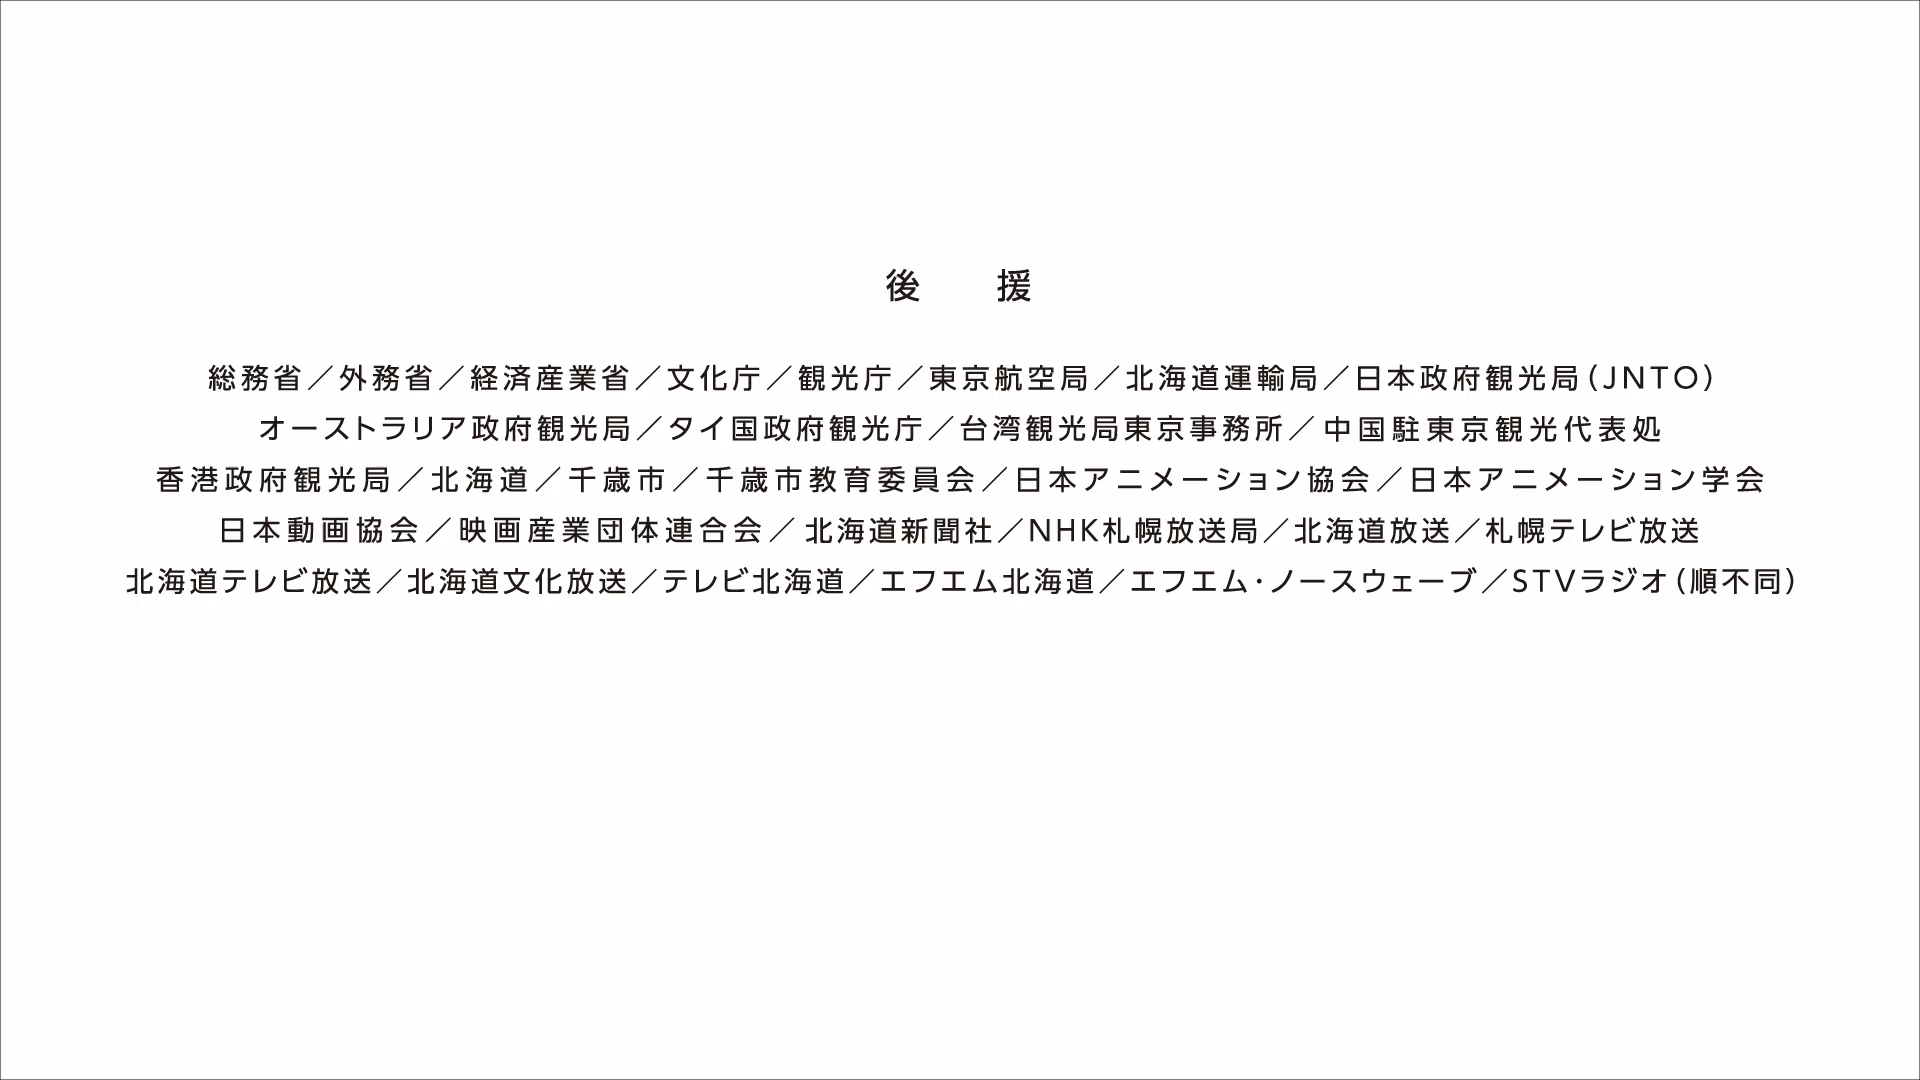 後　援
総務省／外務省／経済産業省／文化庁／観光庁／東京航空局／北海道運輸局／日本政府観光局（JNTO）
オーストラリア政府観光局／タイ国政府観光庁／台湾観光局東京事務所／中国駐東京観光代表処
香港政府観光局／北海道／千歳市／千歳市教育委員会／日本アニメーション協会／日本アニメーション学会
日本動画協会／映画産業団体連合会／北海道新聞社／NHK札幌放送局／北海道放送／札幌テレビ放送
北海道テレビ放送／北海道文化放送／テレビ北海道／エフエム北海道／エフエム・ノースウェーブ／STVラジオ（順不同）